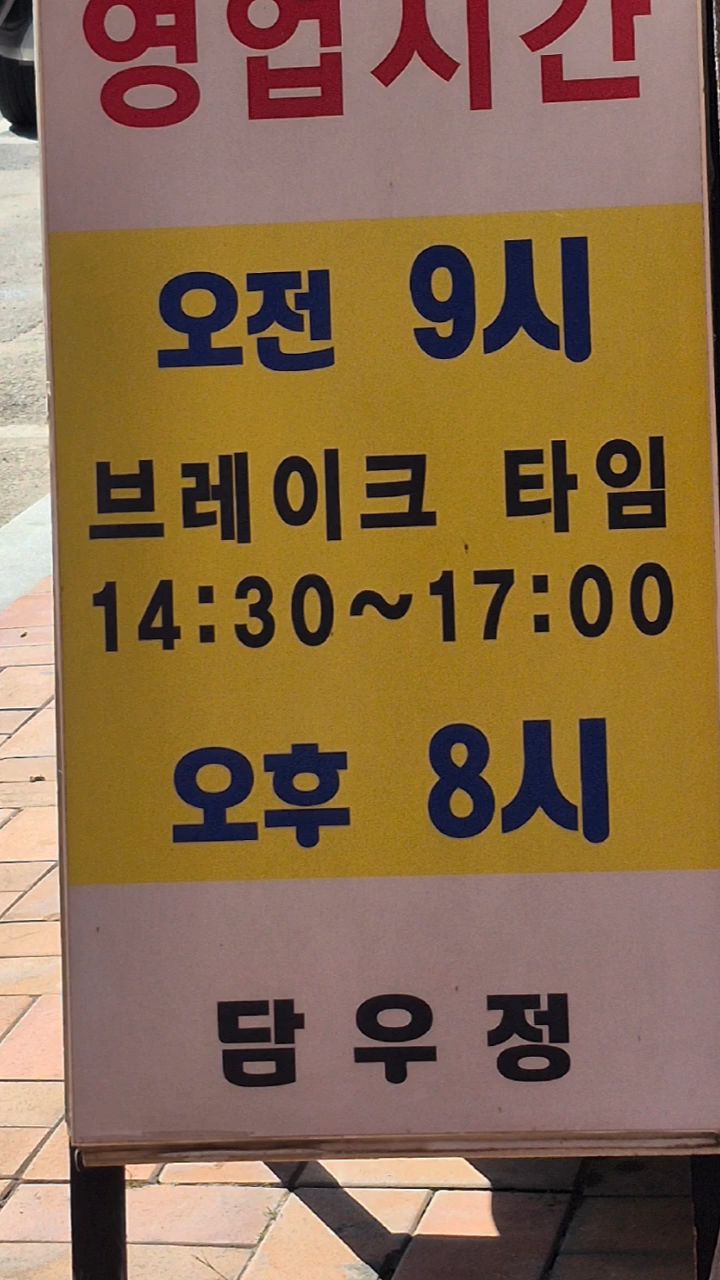 영업시간
오전 9시
브레이크 타임
14:30~17:00
오후 8시
담우정